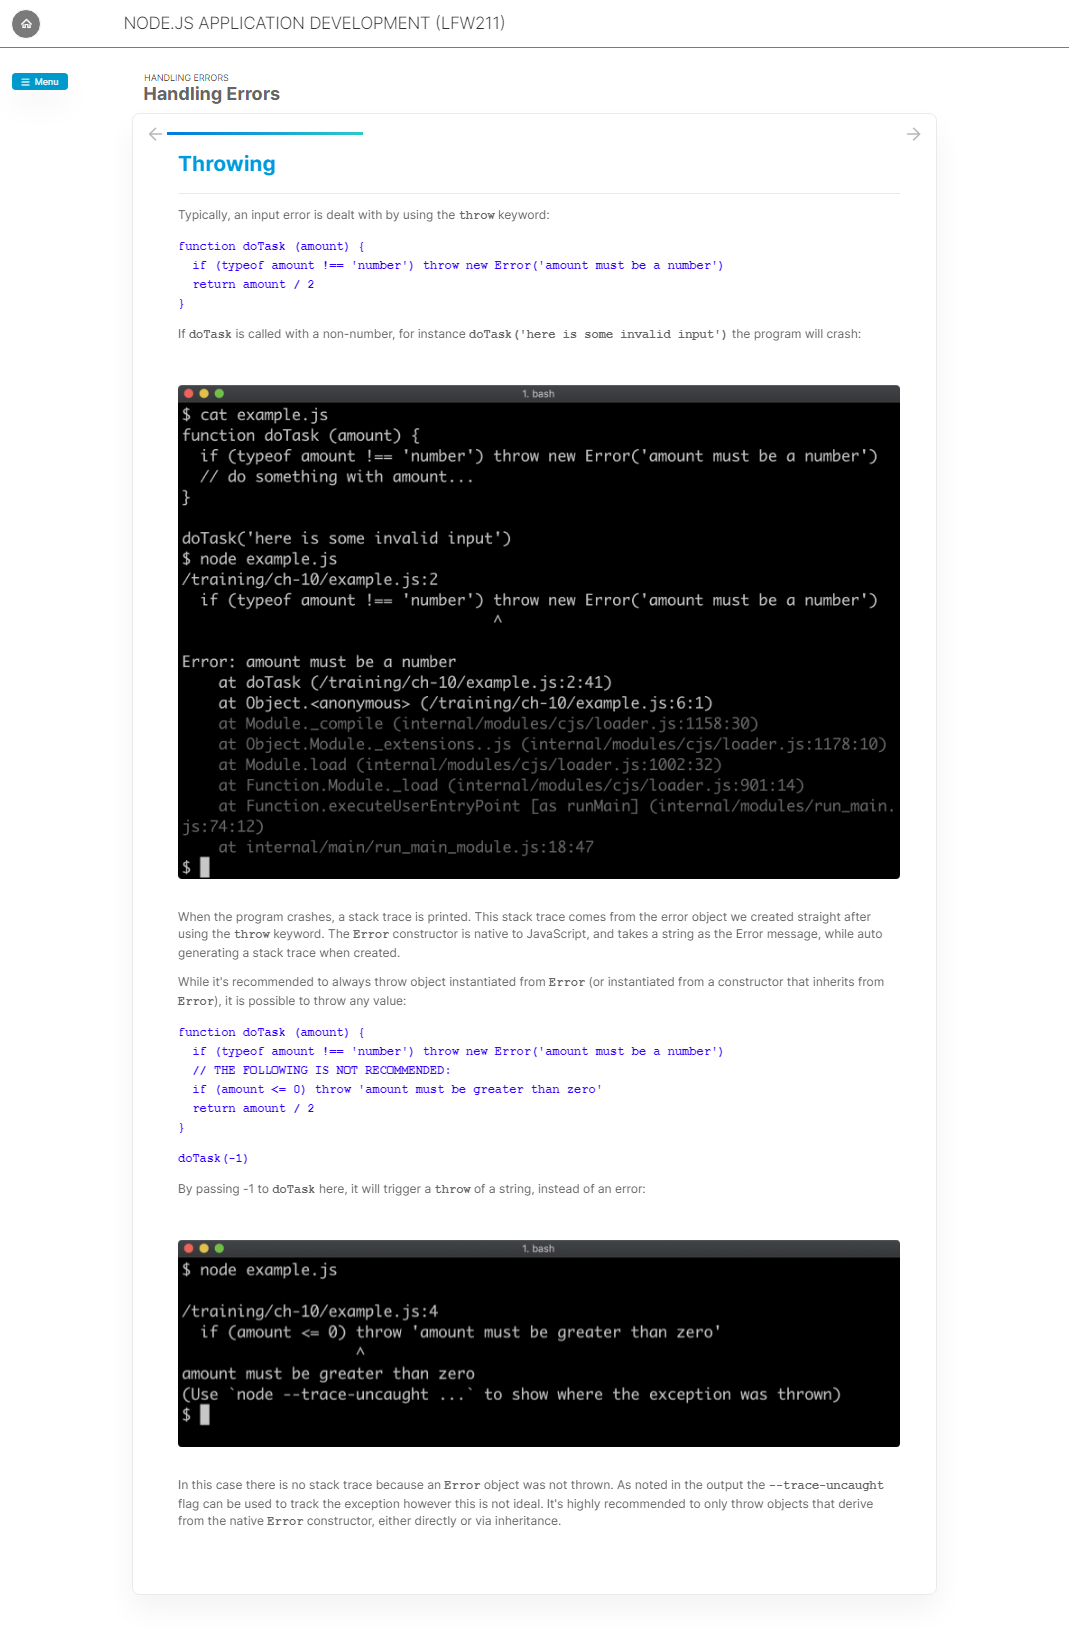 NODE.JS APPLICATION DEVELOPMENT (LFW211)
Menu
HANDLING ERRORS
Handling Errors
Throwing
Typically, an input error is dealt with by using the throw keyword:
function doTask (amount) {
  if (typeof amount !== 'number') throw new Error('amount must be a number')
  return amount / 2
}
If doTask is called with a non-number, for instance doTask('here is some invalid input') the program will crash:
1. bash
$ cat example.js
function doTask (amount) {
  if (typeof amount !== 'number') throw new Error('amount must be a number')
  // do something with amount...
}
doTask('here is some invalid input')
$ node example.js
/training/ch-10/example.js:2
  if (typeof amount !== 'number') throw new Error('amount must be a number')
                                  ^
Error: amount must be a number
    at doTask (/training/ch-10/example.js:2:41)
    at Object.<anonymous> (/training/ch-10/example.js:6:1)
    at Module._compile (internal/modules/cjs/loader.js:1158:30)
    at Object.Module._extensions..js (internal/modules/cjs/loader.js:1178:10)
    at Module.load (internal/modules/cjs/loader.js:1002:32)
    at Function.Module._load (internal/modules/cjs/loader.js:901:14)
    at Function.executeUserEntryPoint [as runMain] (internal/modules/run_main.
js:74:12)
    at internal/main/run_main_module.js:18:47
$
When the program crashes, a stack trace is printed. This stack trace comes from the error object we created straight after
using the throw keyword. The Error constructor is native to JavaScript, and takes a string as the Error message, while auto
generating a stack trace when created.
While it's recommended to always throw object instantiated from Error (or instantiated from a constructor that inherits from
Error), it is possible to throw any value:
function doTask (amount) {
  if (typeof amount !== 'number') throw new Error('amount must be a number')
  // THE FOLLOWING IS NOT RECOMMENDED:
  if (amount <= 0) throw 'amount must be greater than zero'
  return amount / 2
}
doTask(-1)
By passing -1 to doTask here, it will trigger a throw of a string, instead of an error:
1. bash
$ node example.js
/training/ch-10/example.js:4
  if (amount <= 0) throw 'amount must be greater than zero'
                   ^
amount must be greater than zero
(Use `node --trace-uncaught ...` to show where the exception was thrown)
$
In this case there is no stack trace because an Error object was not thrown. As noted in the output the --trace-uncaught
flag can be used to track the exception however this is not ideal. It's highly recommended to only throw objects that derive
from the native Error constructor, either directly or via inheritance.